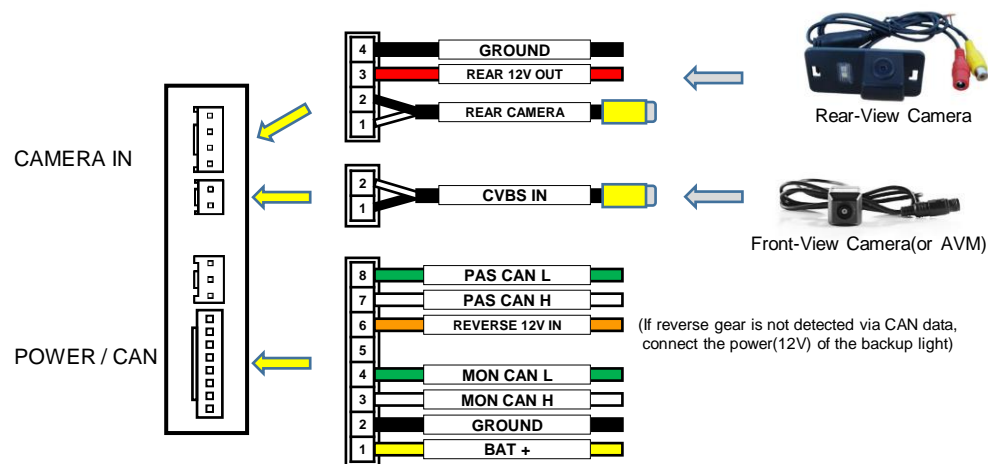 4 GROUND
3 REAR 12V OUT
2
REAR CAMERA
1
Rear-View Camera
CAMERA IN
2
CVBS IN
1
Front-View Camera(or AVM)
8 PAS CAN L
7 PAS CAN H
6 REVERSE 12V IN
(If reverse gear is not detected via CAN data,
connect the power(12V) of the backup light)
5
POWER / CAN
4 MON CAN L
3 MON CAN H
2 GROUND
1 BAT +